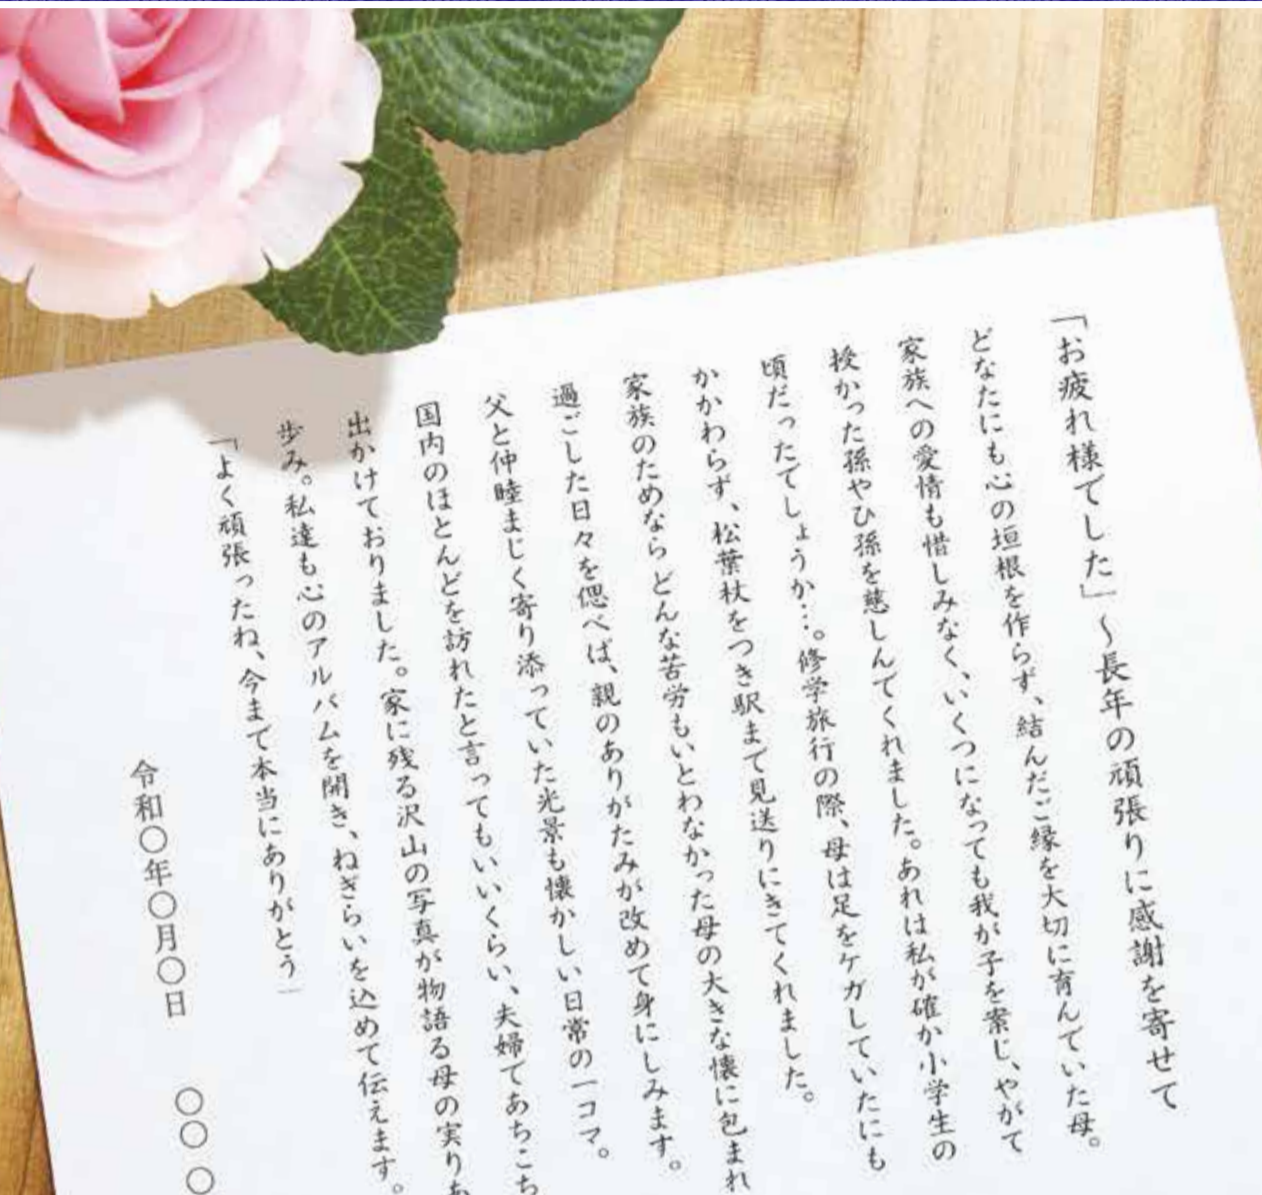 「お疲れ様でした」～長年の頑張りに感謝を寄せて
どなたにも心の垣根を作らず、結んだご縁を大切に育んでいた母。
家族への愛情も惜しみなく、いくつになっても我が子を案じ、やがて
授かった孫やひ孫を慈しんでくれました。あれは私が確か小学生の
頃だったでしょうか…。修学旅行の際、母は足をケガしていたにも
かかわらず、松葉杖をつき駅まで見送りにきてくれました。
家族のためなら どんな苦労もいとわなかった母の大きな懐に包まれ
過ごした日々を偲べば、親のありがたみが改めて身にしみます。
父と仲睦まじく寄り添っていた光景も懐かしい日常の一コマ。
国内のほとんどを訪れたと言ってもいいくらい、夫婦であちこち
出かけておりました。家に残る沢山の写真が物語る母の実り
歩み。私達も心のアルバムを開き、ねぎらいを込めて伝えます。
「よく頑張ったね、今まで本当にありがとう」
令和〇年〇月〇日 〇〇 〇